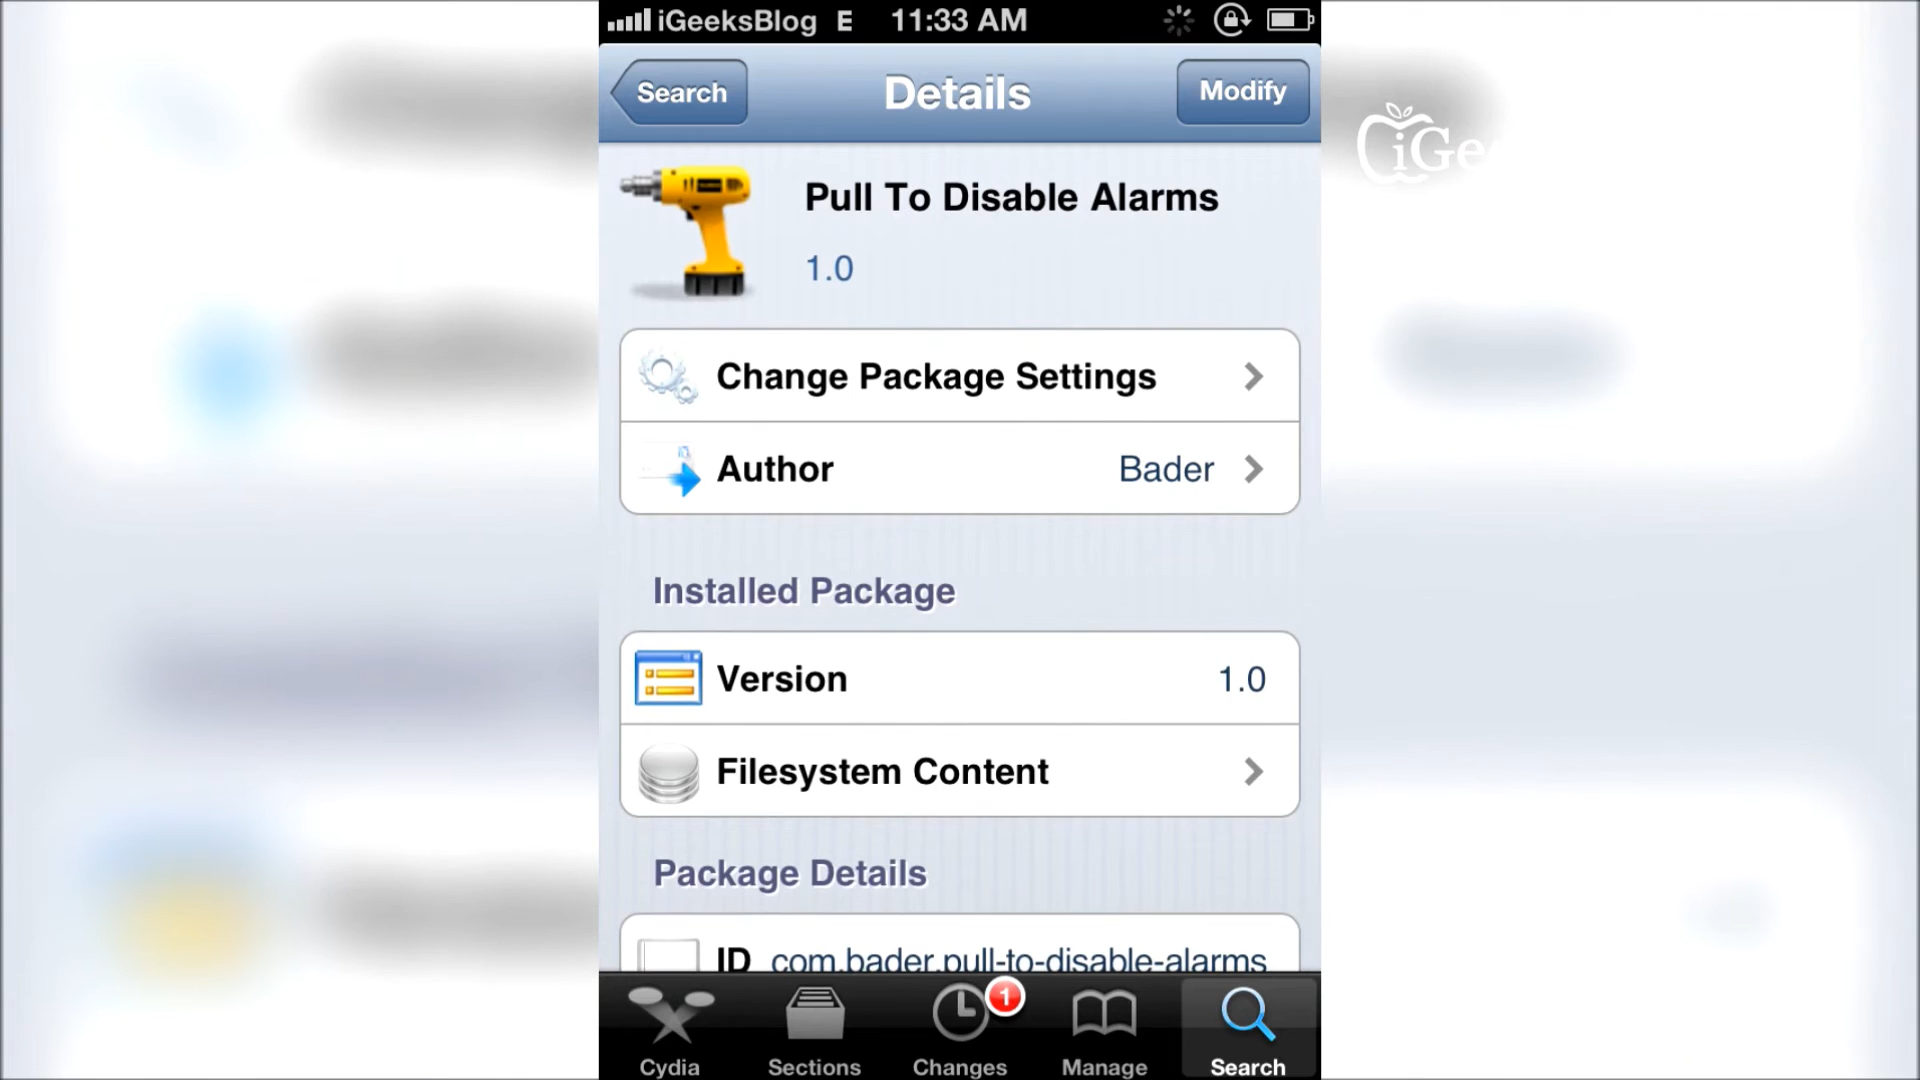 iGeeksBlog E 11:33 AM
Search Details Modify
iGee
Pull To Disable Alarms
1.0
Change Package Settings
Author Bader
Installed Package
Version 1.0
Filesystem Content
Package Details
ID com.bader.pull-to-disable-alarms
1
Cydia Sections Changes Manage Search